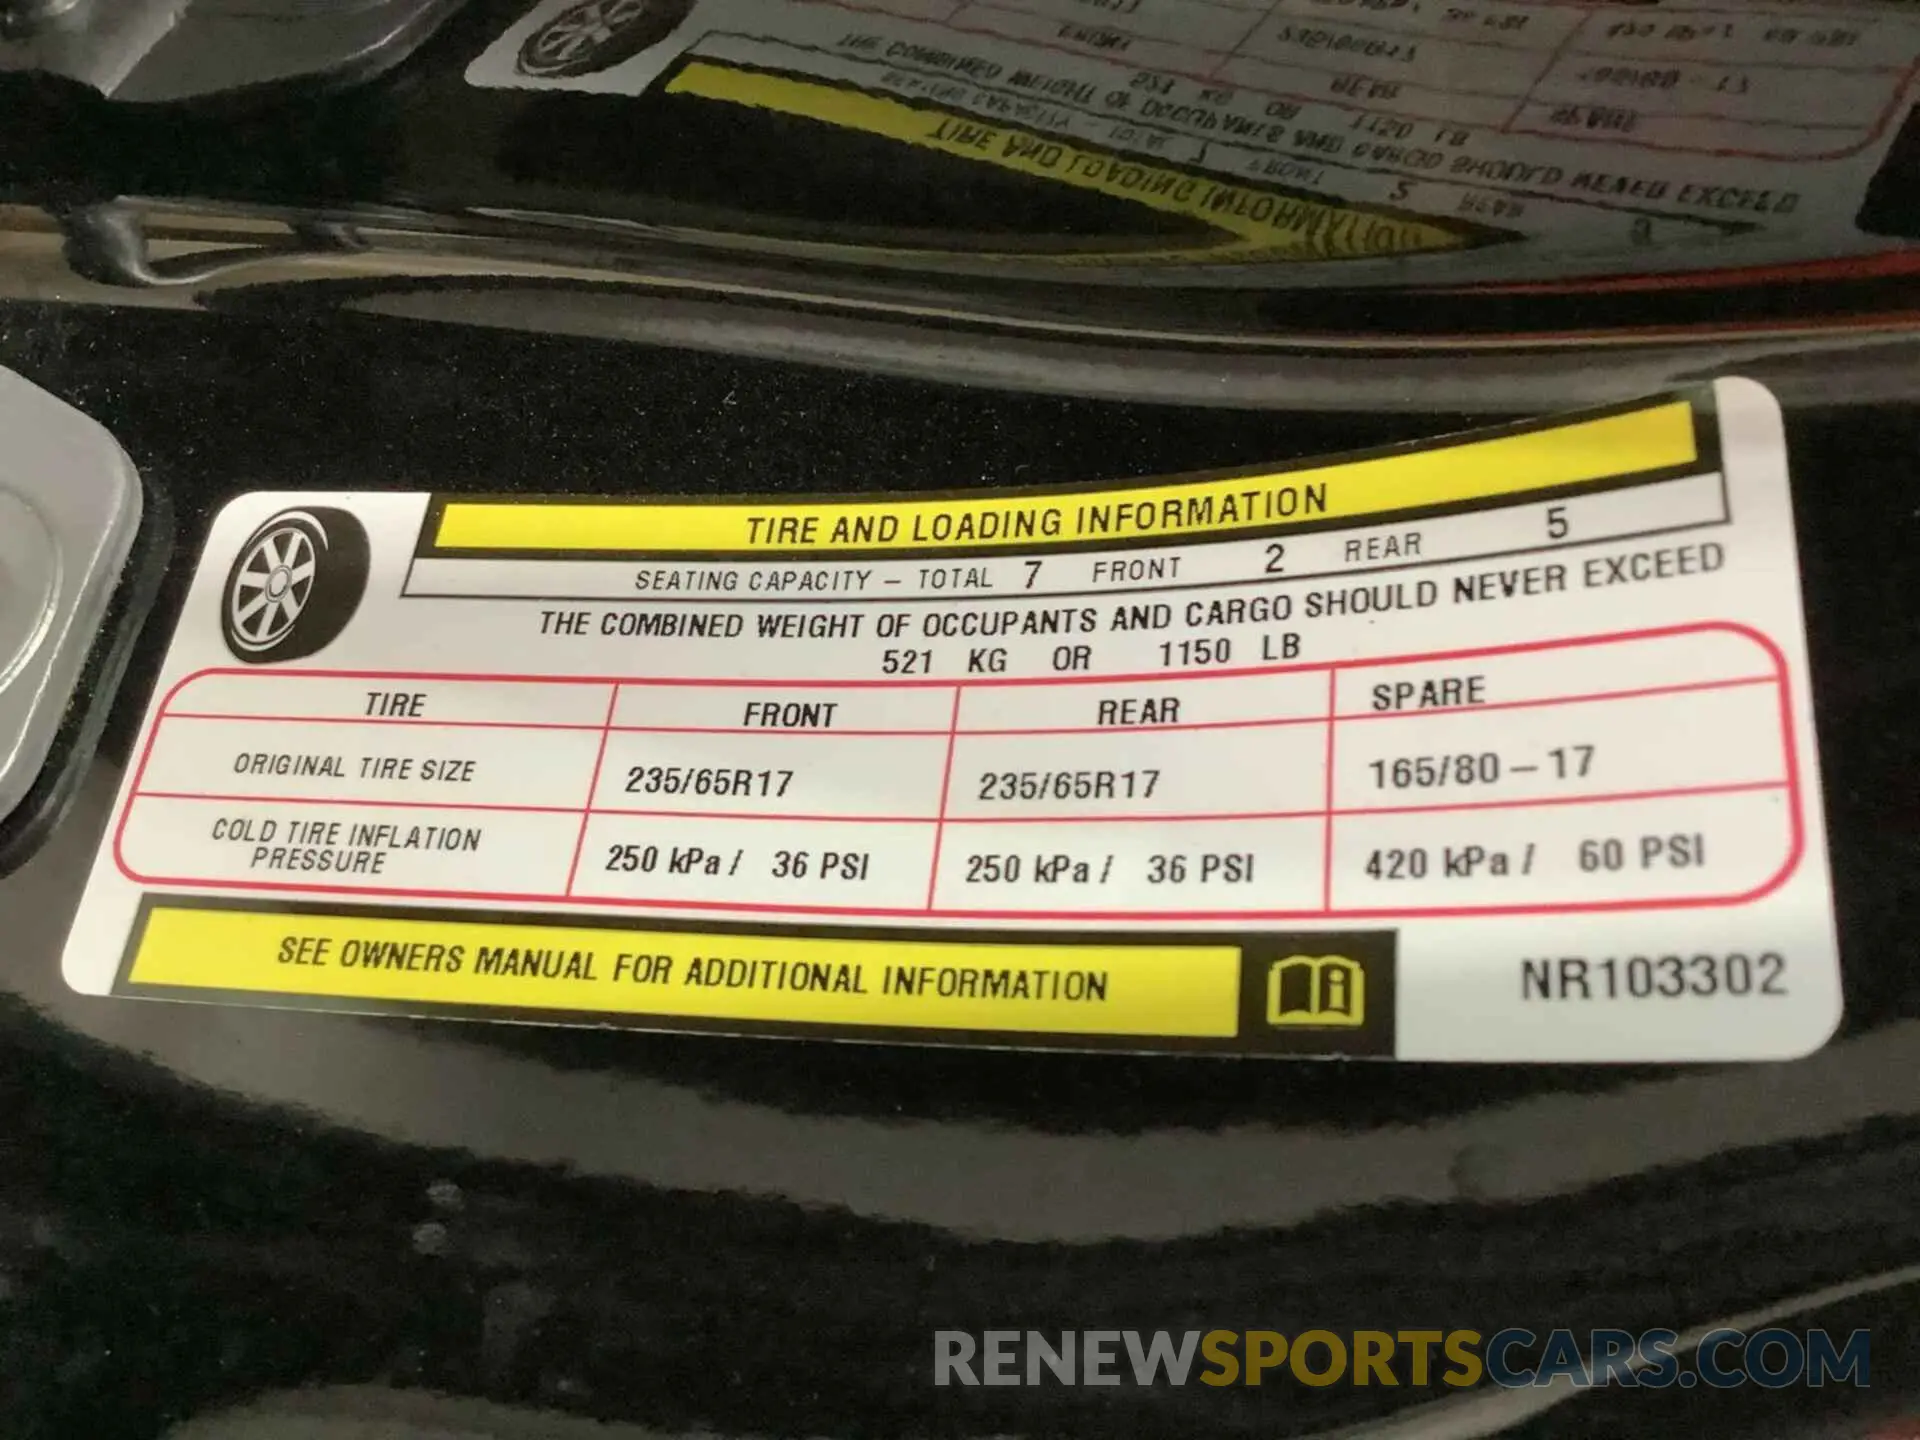 TIRE AND LOADING INFORMATION
SEATING CAPACITY – TOTAL 7 FRONT 2 REAR 5
THE COMBINED WEIGHT OF OCCUPANTS AND CARGO SHOULD NEVER EXCEED
521 KG OR 1150 LB
TIRE FRONT REAR SPARE
ORIGINAL TIRE SIZE 235/65R17 235/65R17 165/80–17
COLD TIRE INFLATION
PRESSURE 250 kPa / 36 PSI 250 kPa / 36 PSI 420 kPa / 60 PSI
SEE OWNERS MANUAL FOR ADDITIONAL INFORMATION
NR103302
RENEWSPORTSCARS.COM